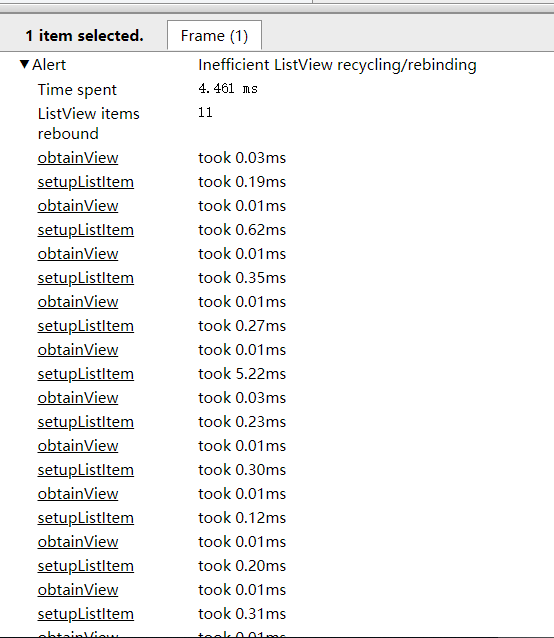 1 item selected. Frame (1)
▼Alert Inefficient ListView recycling/rebinding
Time spent 4.461 ms
ListView items rebound 11
obtainView took 0.03ms
setupListItem took 0.19ms
obtainView took 0.01ms
setupListItem took 0.62ms
obtainView took 0.01ms
setupListItem took 0.35ms
obtainView took 0.01ms
setupListItem took 0.27ms
obtainView took 0.01ms
setupListItem took 5.22ms
obtainView took 0.03ms
setupListItem took 0.23ms
obtainView took 0.01ms
setupListItem took 0.30ms
obtainView took 0.01ms
setupListItem took 0.12ms
obtainView took 0.01ms
setupListItem took 0.20ms
obtainView took 0.01ms
setupListItem took 0.31ms
obtainView took 0.01ms